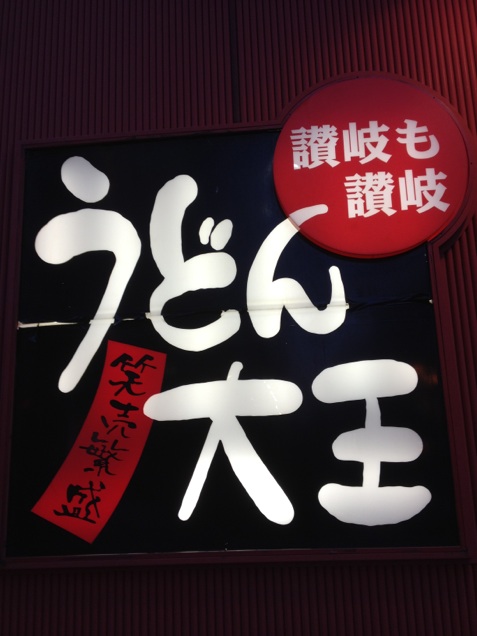 讃岐も
讃岐
うどん
大王
笑売繁盛